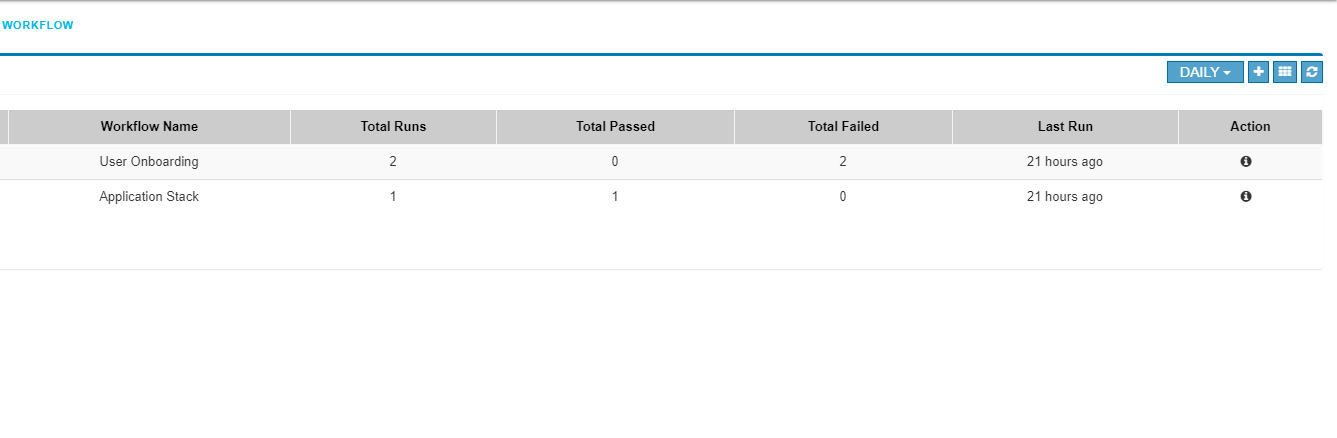 WORKFLOW
DAILY
Workflow Name Total Runs Total Passed Total Failed Last Run Action
User Onboarding 2 0 2 21 hours ago
Application Stack 1 1 0 21 hours ago